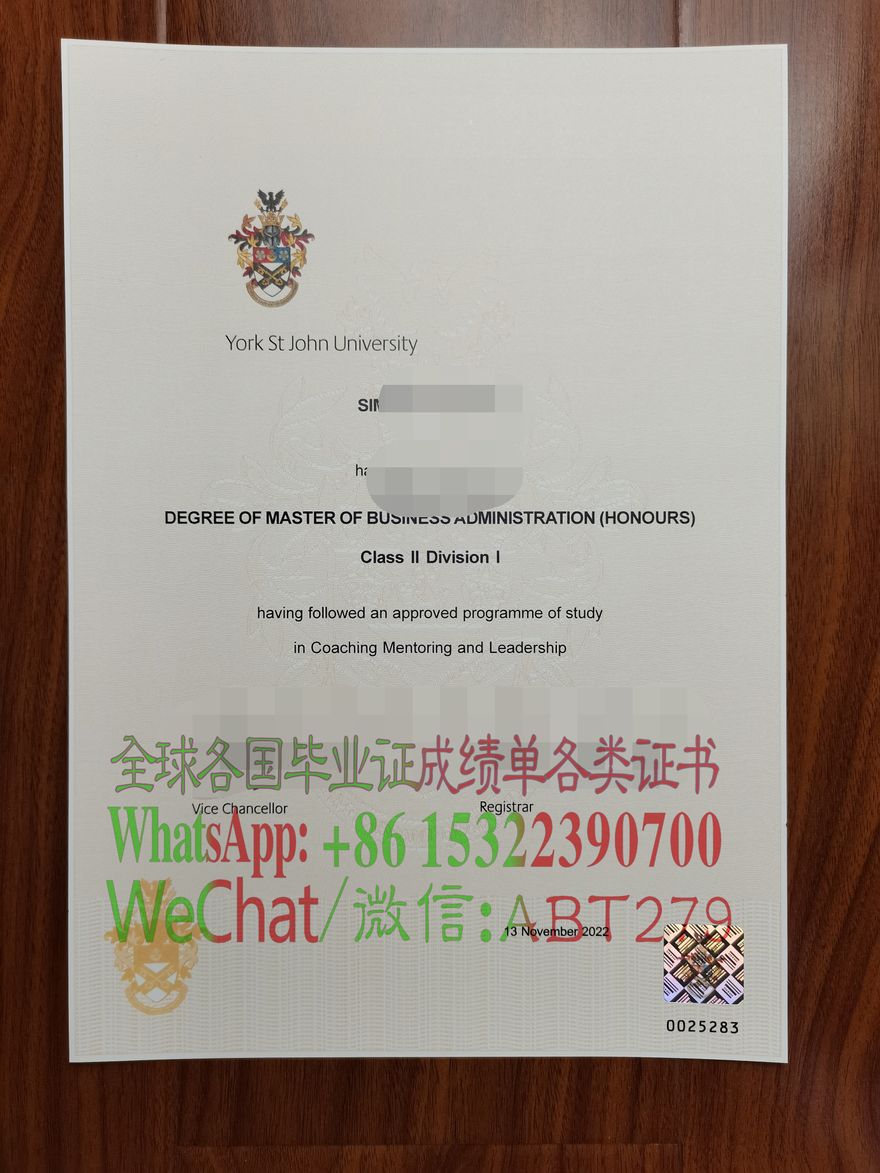 York St John University
DEGREE OF MASTER OF BUSINESS ADMINISTRATION (HONOURS)
Class II Division I
having followed an approved programme of study
in Coaching Mentoring and Leadership
全球各国毕业证成绩单各类证书
Vice Chancellor
Registrar
WhatsApp: +86 15322390700
WeChat/微信:ABT279
13 November 2022
0025283